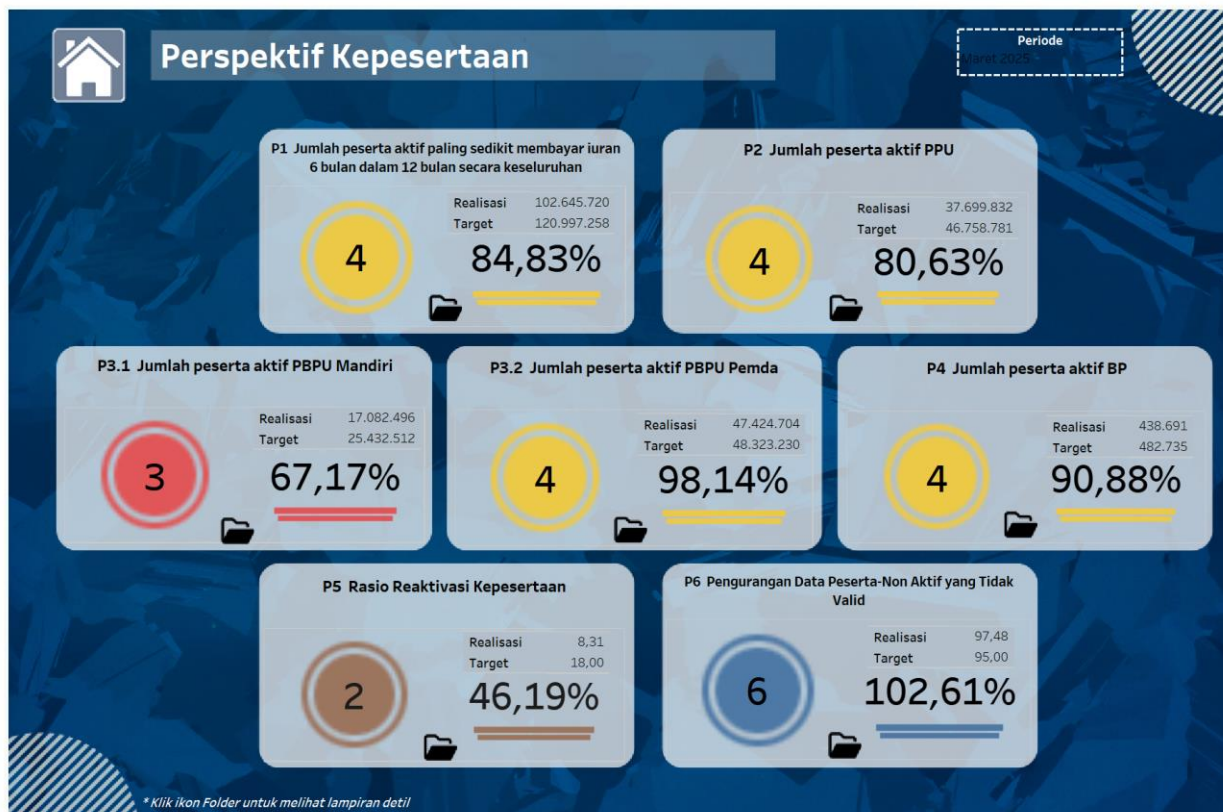 Perspektif Kepesertaan
Periode
Maret 2025
P1 Jumlah peserta aktif paling sedikit membayar iuran
6 bulan dalam 12 bulan secara keseluruhan
Realisasi 102.645.720
Target 120.997.258
4
84,83%
P2 Jumlah peserta aktif PPU
Realisasi 37.699.832
Target 46.758.781
4
80,63%
P3.1 Jumlah peserta aktif PBPU Mandiri
Realisasi 17.082.496
Target 25.432.512
3
67,17%
P3.2 Jumlah peserta aktif PBPU Pemda
Realisasi 47.424.704
Target 48.323.230
4
98,14%
P4 Jumlah peserta aktif BP
Realisasi 438.691
Target 482.735
4
90,88%
P5 Rasio Reaktivasi Kepesertaan
Realisasi 8,31
Target 18,00
2
46,19%
P6 Pengurangan Data Peserta-Non Aktif yang Tidak
Valid
Realisasi 97,48
Target 95,00
6
102,61%
* Klik ikon Folder untuk melihat lampiran detil